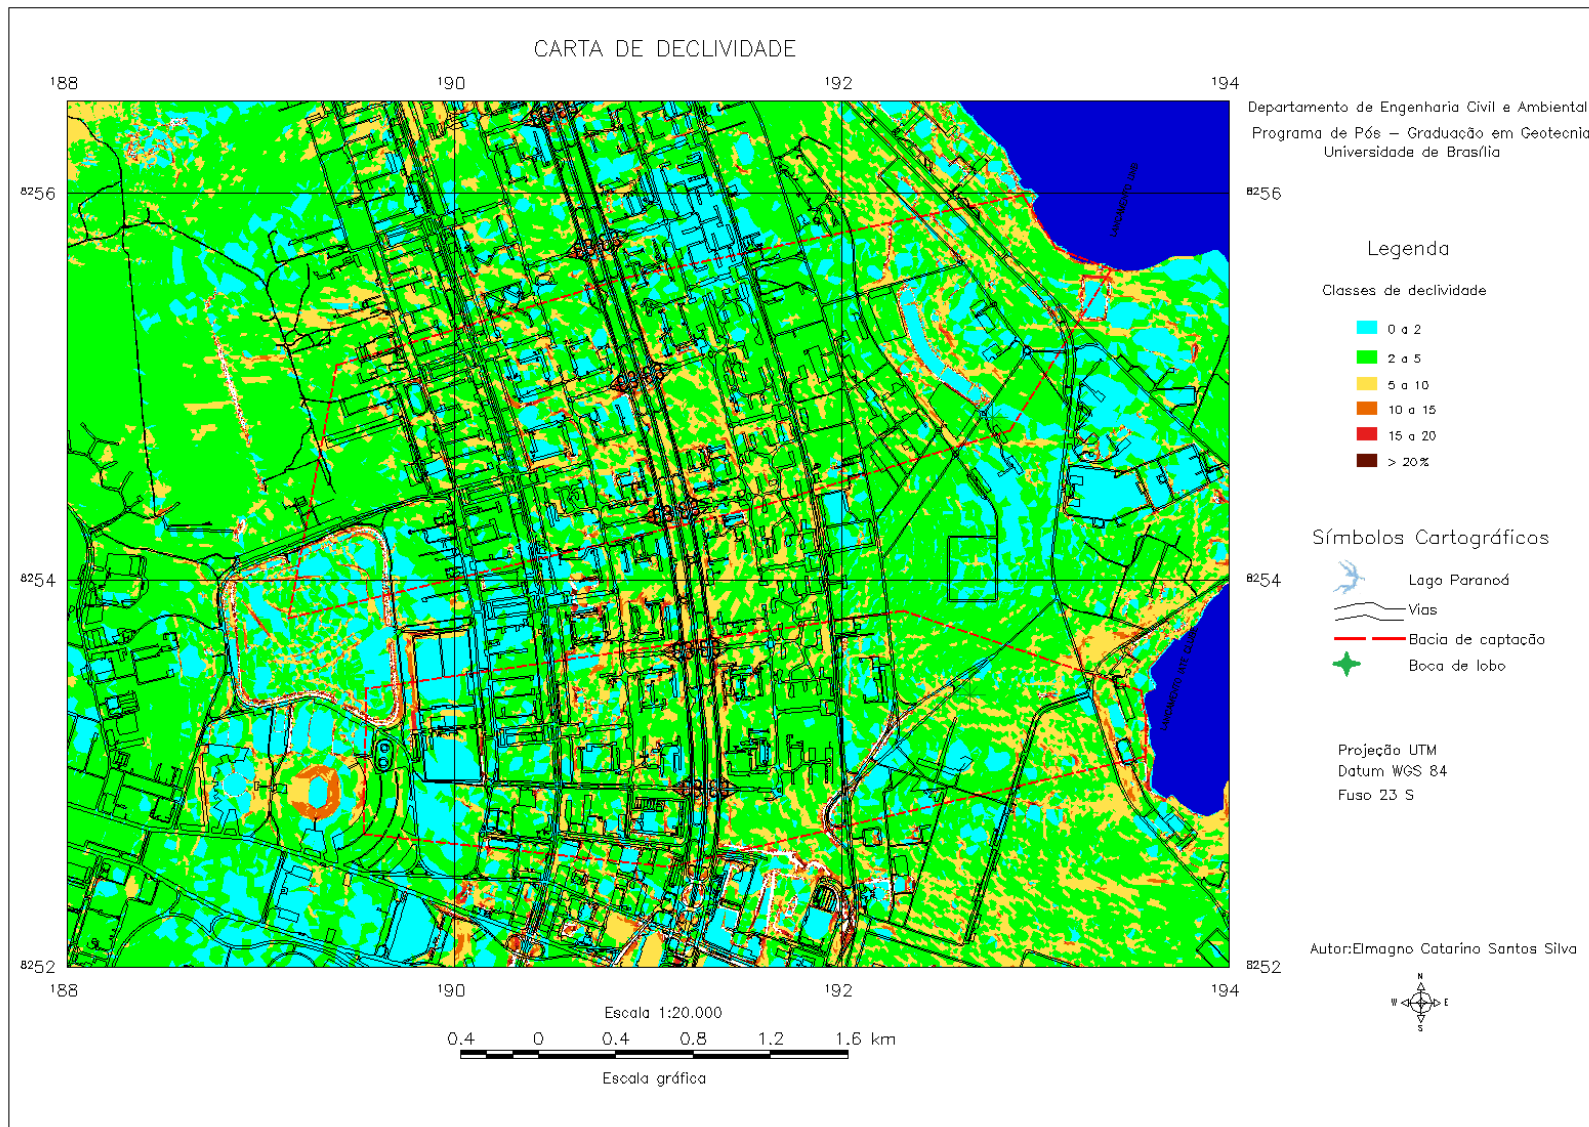 CARTA DE DECLIVIDADE
188
190
192
194
Departamento de Engenharia Civil e Ambiental
Programa de Pós – Graduação em Geotecnia
Universidade de Brasília
8256
8256
Legenda
Classes de declividade
0 a 2
2 a 5
5 a 10
10 a 15
15 a 20
> 20%
Símbolos Cartográficos
8254
8254
Lago Paranoá
Vias
Bacia de captação
Boca de lobo
Projeção UTM
Datum WGS 84
Fuso 23 S
Autor:Elmagno Catarino Santos Silva
8252
8252
188
190
192
194
N
W
E
S
Escala 1:20.000
0.4 0 0.4 0.8 1.2 1.6 km
Escala gráfica